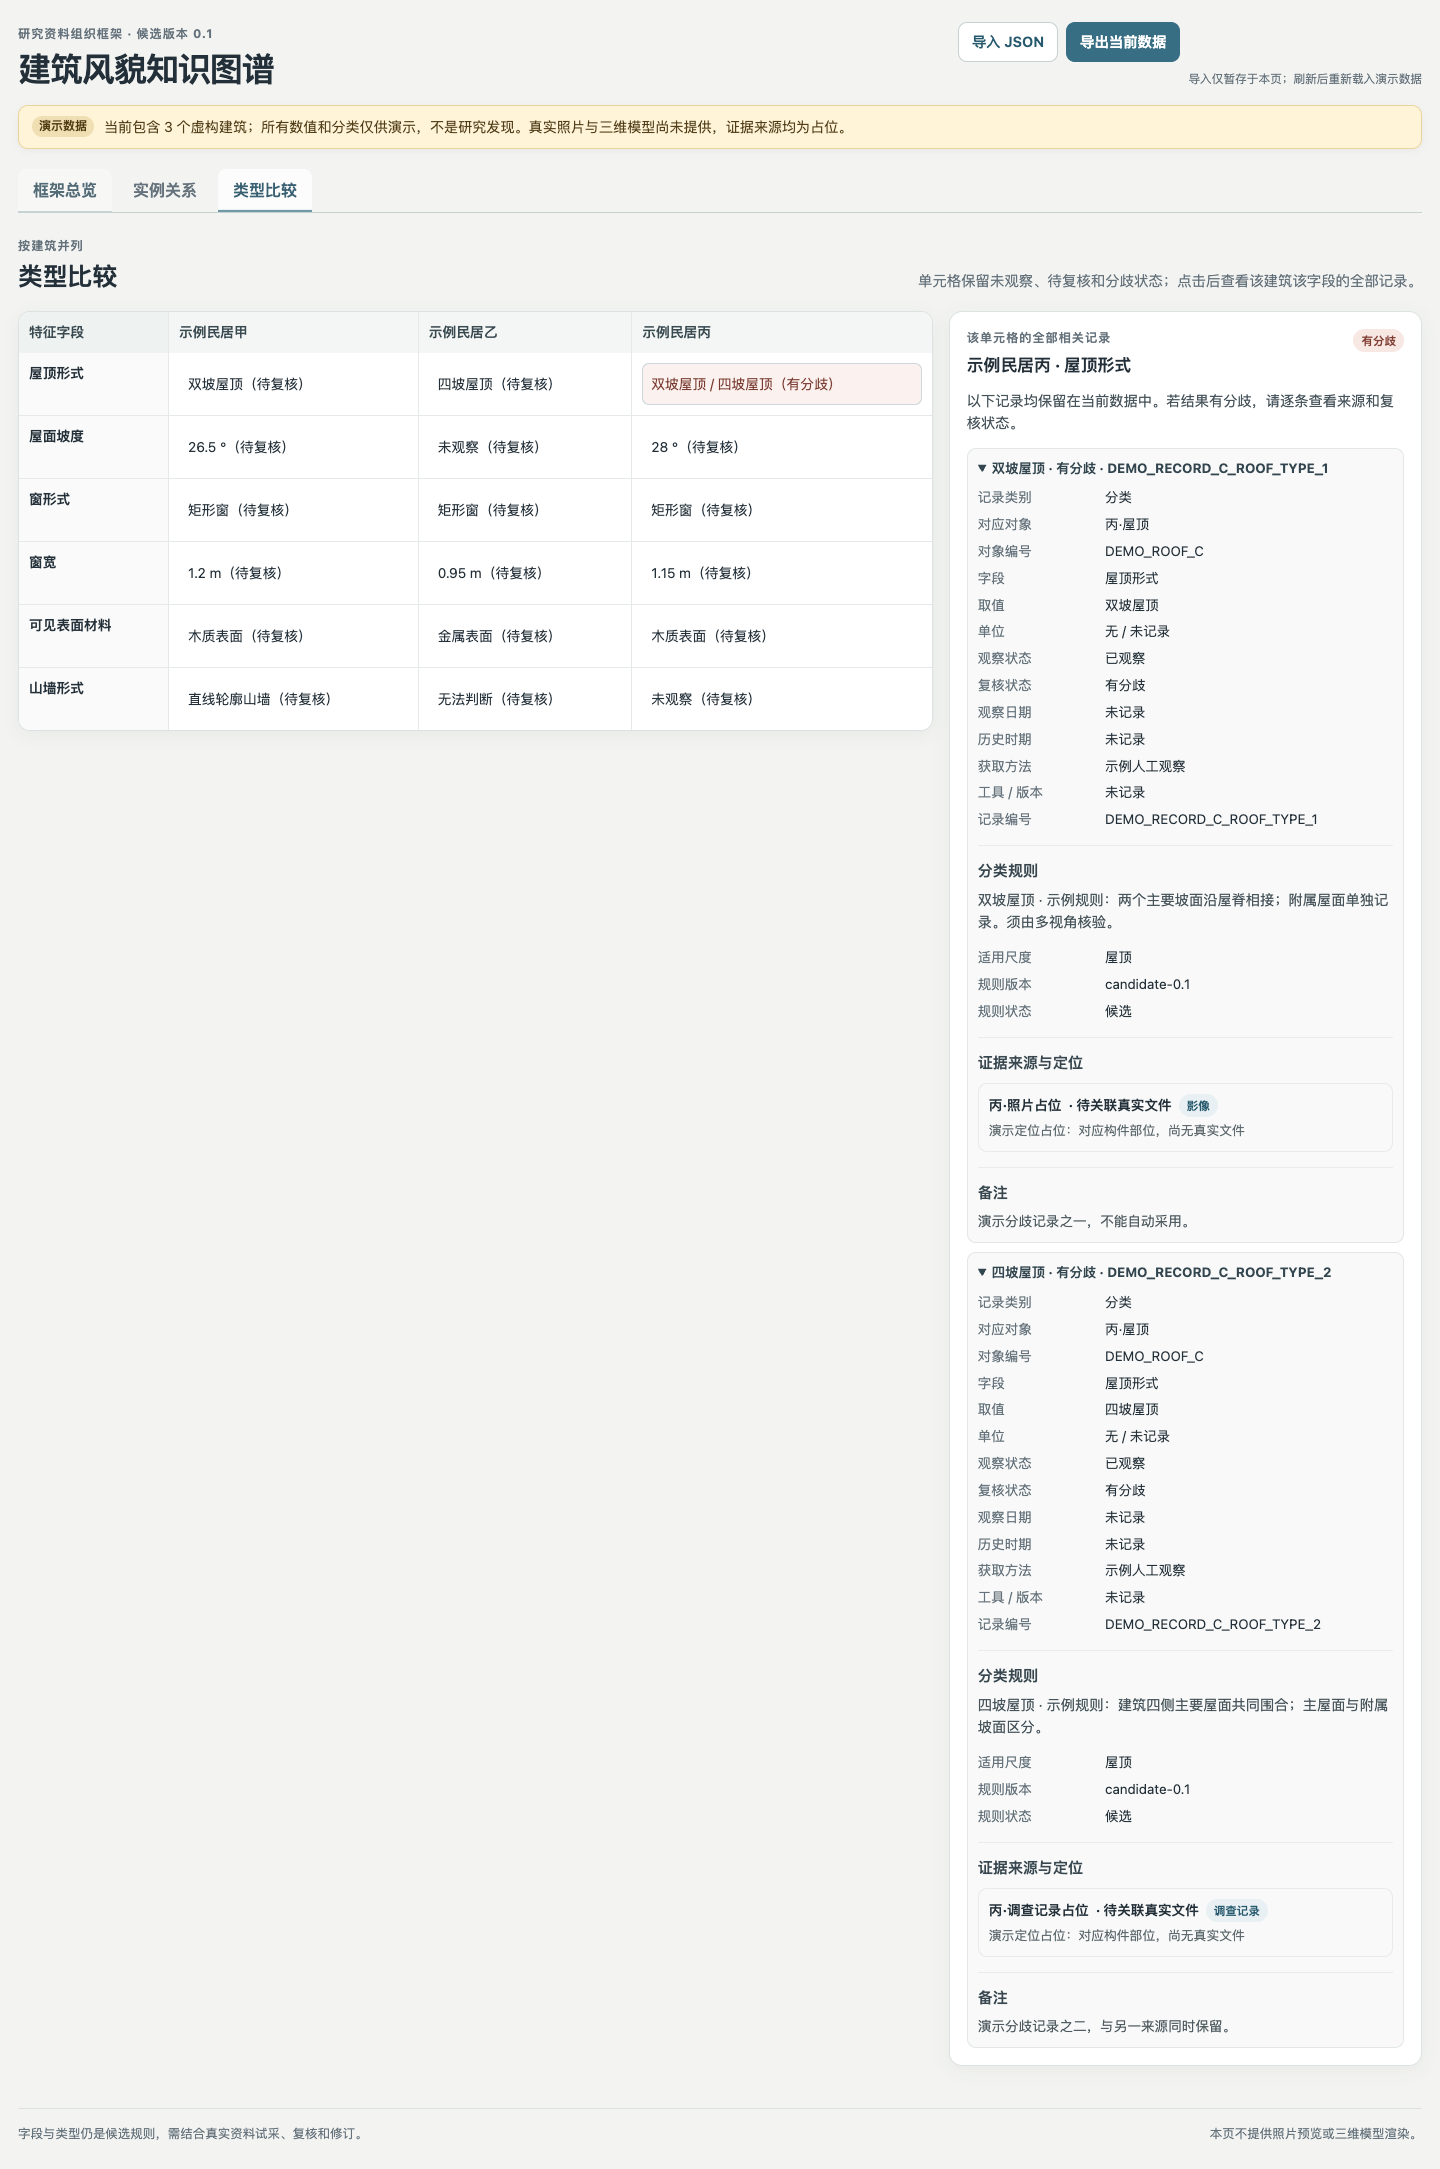 研究资料组织框架 · 候选版本 0.1
建筑风貌知识图谱
导入 JSON
导出当前数据
导入仅暂存于本页；刷新后重新载入演示数据
演示数据 当前包含 3 个虚构建筑；所有数值和分类仅供演示，不是研究发现。真实照片与三维模型尚未提供，证据来源均为占位。
框架总览 实例关系 类型比较
按建筑并列
类型比较
单元格保留未观察、待复核和分歧状态；点击后查看该建筑该字段的全部记录。
特征字段 示例民居甲 示例民居乙 示例民居丙
屋顶形式 双坡屋顶（待复核） 四坡屋顶（待复核） 双坡屋顶 / 四坡屋顶（有分歧）
屋面坡度 26.5 °（待复核） 未观察（待复核） 28 °（待复核）
窗形式 矩形窗（待复核） 矩形窗（待复核） 矩形窗（待复核）
窗宽 1.2 m（待复核） 0.95 m（待复核） 1.15 m（待复核）
可见表面材料 木质表面（待复核） 金属表面（待复核） 木质表面（待复核）
山墙形式 直线轮廓山墙（待复核） 无法判断（待复核） 未观察（待复核）
该单元格的全部相关记录
有分歧
示例民居丙 · 屋顶形式
以下记录均保留在当前数据中。若结果有分歧，请逐条查看来源和复
核状态。
▼ 双坡屋顶 · 有分歧 · DEMO_RECORD_C_ROOF_TYPE_1
记录类别 分类
对应对象 丙·屋顶
对象编号 DEMO_ROOF_C
字段 屋顶形式
取值 双坡屋顶
单位 无 / 未记录
观察状态 已观察
复核状态 有分歧
观察日期 未记录
历史时期 未记录
获取方法 示例人工观察
工具 / 版本 未记录
记录编号 DEMO_RECORD_C_ROOF_TYPE_1
分类规则
双坡屋顶 · 示例规则：两个主要坡面沿屋脊相接；附属屋面单独记
录。须由多视角核验。
适用尺度 屋顶
规则版本 candidate-0.1
规则状态 候选
证据来源与定位
丙·照片占位 · 待关联真实文件 影像
演示定位占位：对应构件部位，尚无真实文件
备注
演示分歧记录之一，不能自动采用。
▼ 四坡屋顶 · 有分歧 · DEMO_RECORD_C_ROOF_TYPE_2
记录类别 分类
对应对象 丙·屋顶
对象编号 DEMO_ROOF_C
字段 屋顶形式
取值 四坡屋顶
单位 无 / 未记录
观察状态 已观察
复核状态 有分歧
观察日期 未记录
历史时期 未记录
获取方法 示例人工观察
工具 / 版本 未记录
记录编号 DEMO_RECORD_C_ROOF_TYPE_2
分类规则
四坡屋顶 · 示例规则：建筑四侧主要屋面共同围合；主屋面与附属
坡面区分。
适用尺度 屋顶
规则版本 candidate-0.1
规则状态 候选
证据来源与定位
丙·调查记录占位 · 待关联真实文件 调查记录
演示定位占位：对应构件部位，尚无真实文件
备注
演示分歧记录之二，与另一来源同时保留。
字段与类型仍是候选规则，需结合真实资料试采、复核和修订。
本页不提供照片预览或三维模型渲染。